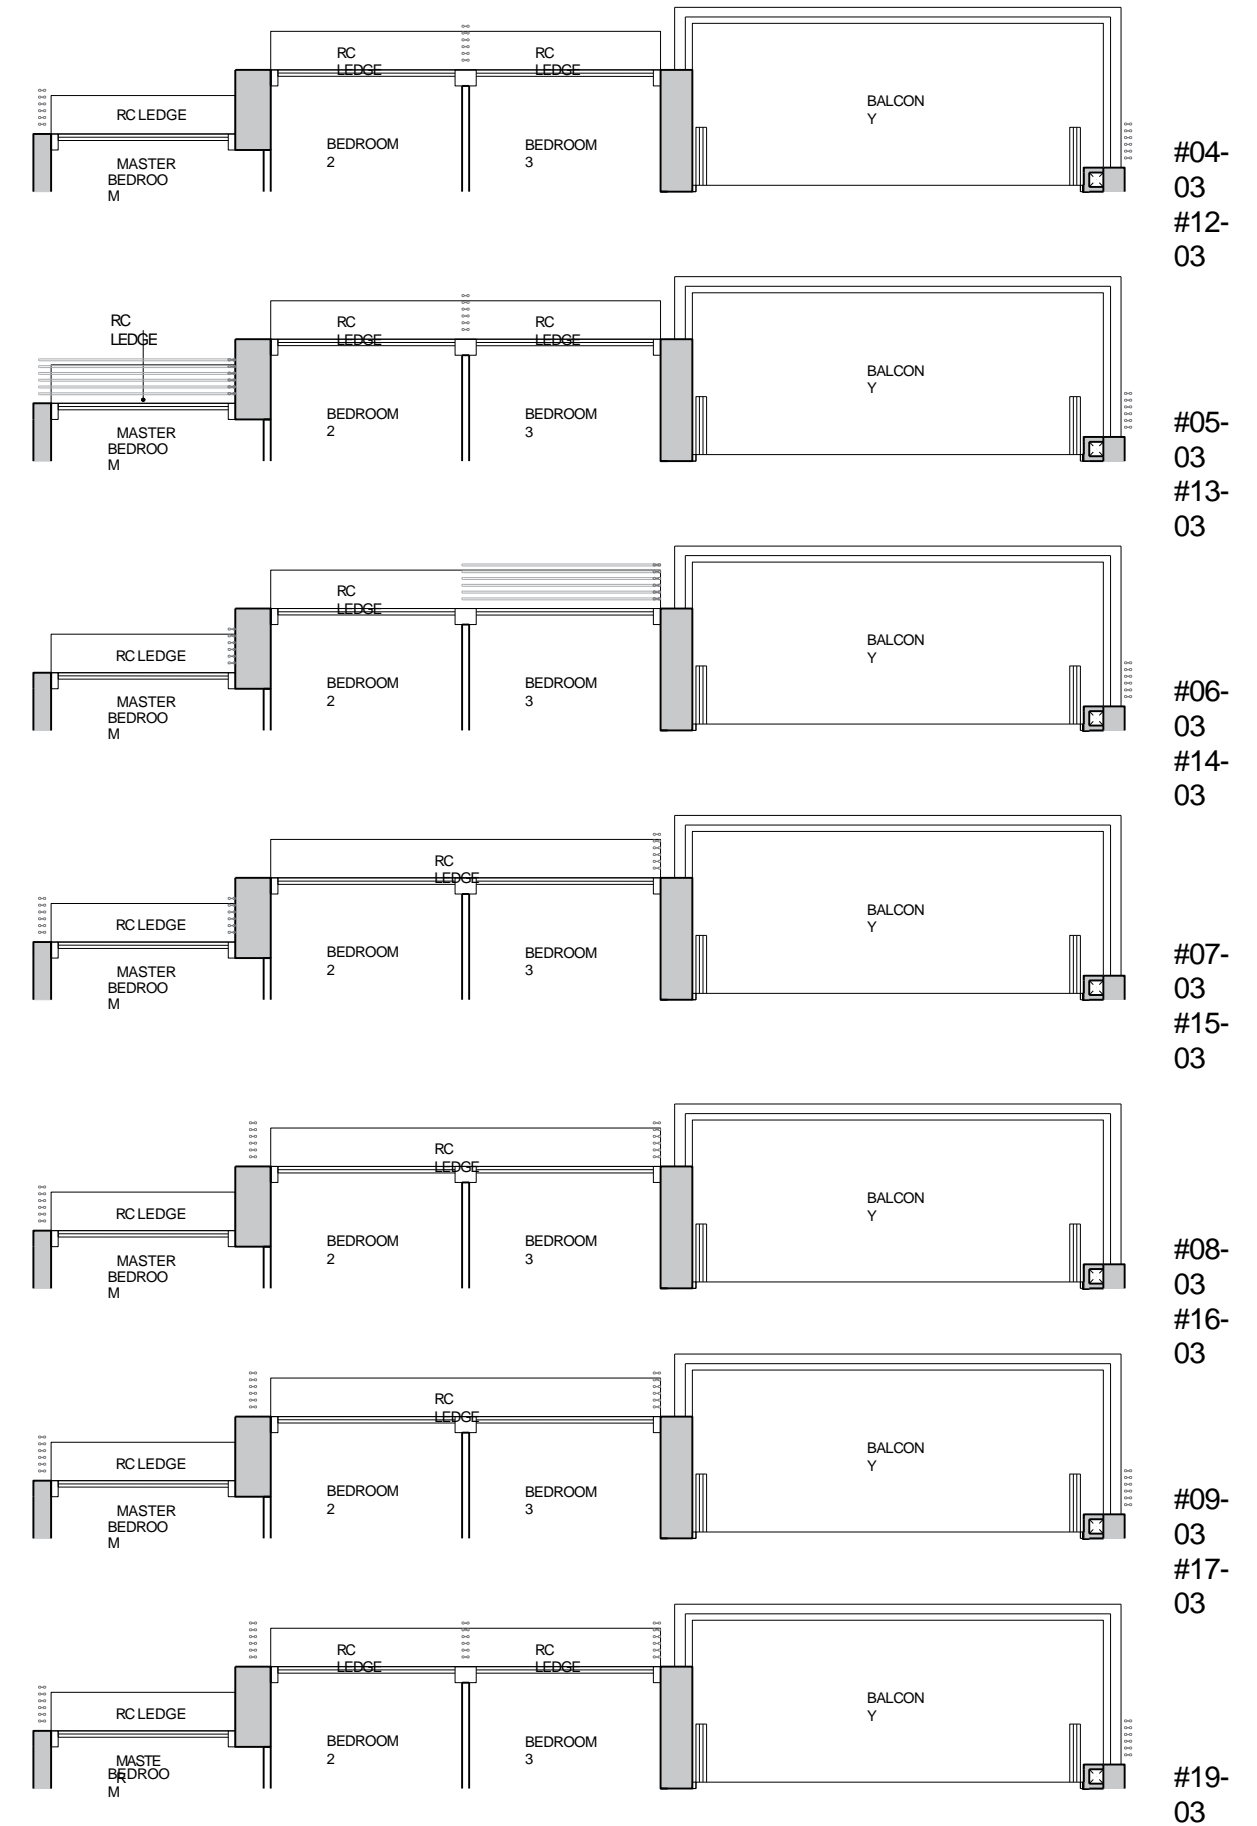 RC
LEDGE
RC
LEDGE
RC LEDGE
BALCON
Y
BEDROOM
2
BEDROOM
3
MASTER
BEDROO
M
#04-
03
#12-
03
RC
LEDGE
RC
LEDGE
RC
LEDGE
BALCON
Y
BEDROOM
2
BEDROOM
3
MASTER
BEDROO
M
#05-
03
#13-
03
RC
LEDGE
RC LEDGE
BALCON
Y
BEDROOM
2
BEDROOM
3
MASTER
BEDROO
M
#06-
03
#14-
03
RC
LEDGE
RC LEDGE
BALCON
Y
BEDROOM
2
BEDROOM
3
MASTER
BEDROO
M
#07-
03
#15-
03
RC
LEDGE
RC LEDGE
BALCON
Y
BEDROOM
2
BEDROOM
3
MASTER
BEDROO
M
#08-
03
#16-
03
RC
LEDGE
RC LEDGE
BALCON
Y
BEDROOM
2
BEDROOM
3
MASTER
BEDROO
M
#09-
03
#17-
03
RC
LEDGE
RC
LEDGE
RC LEDGE
BALCON
Y
BEDROOM
2
BEDROOM
3
MASTE
R
BEDROO
M
#19-
03